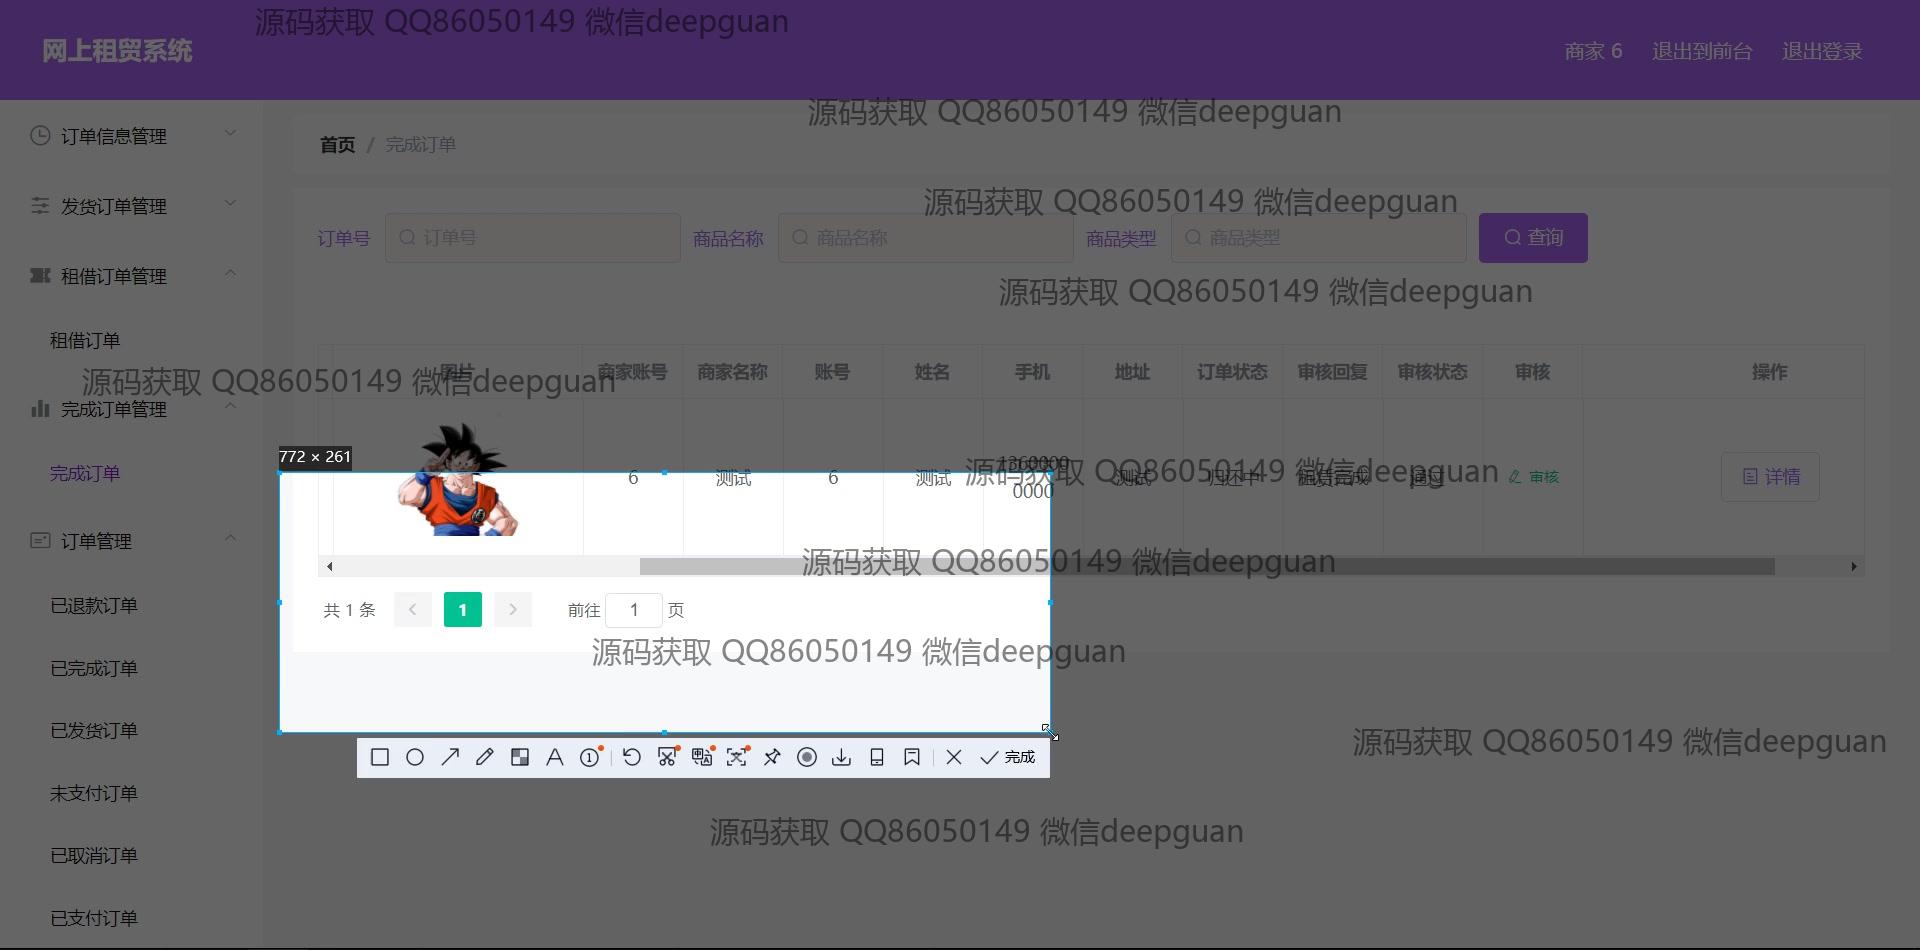 源码获取 QQ86050149 微信deepguan
网上租贸系统
商家 6 退出到前台 退出登录
源码获取 QQ86050149 微信deepguan
订单信息管理
首页 / 完成订单
源码获取 QQ86050149 微信deepguan
发货订单管理
订单号 订单号 商品名称 商品名称 商品类型 商品类型 查询
租借订单管理
源码获取 QQ86050149 微信deepguan
租借订单
图片 商家账号 商家名称 账号 姓名 手机 地址 订单状态 审核回复 审核状态 审核 操作
源码获取 QQ86050149 微信deepguan
完成订单管理
772 × 261
完成订单
6 测试 6 测试 1360000
0000 测试 归还中 租赁完成 通过 审核 详情
源码获取 QQ86050149 微信deepguan
订单管理
源码获取 QQ86050149 微信deepguan
已退款订单
共 1 条 1 前往 1 页
源码获取 QQ86050149 微信deepguan
已完成订单
已发货订单
源码获取 QQ86050149 微信deepguan
完成
未支付订单
源码获取 QQ86050149 微信deepguan
已取消订单
已支付订单